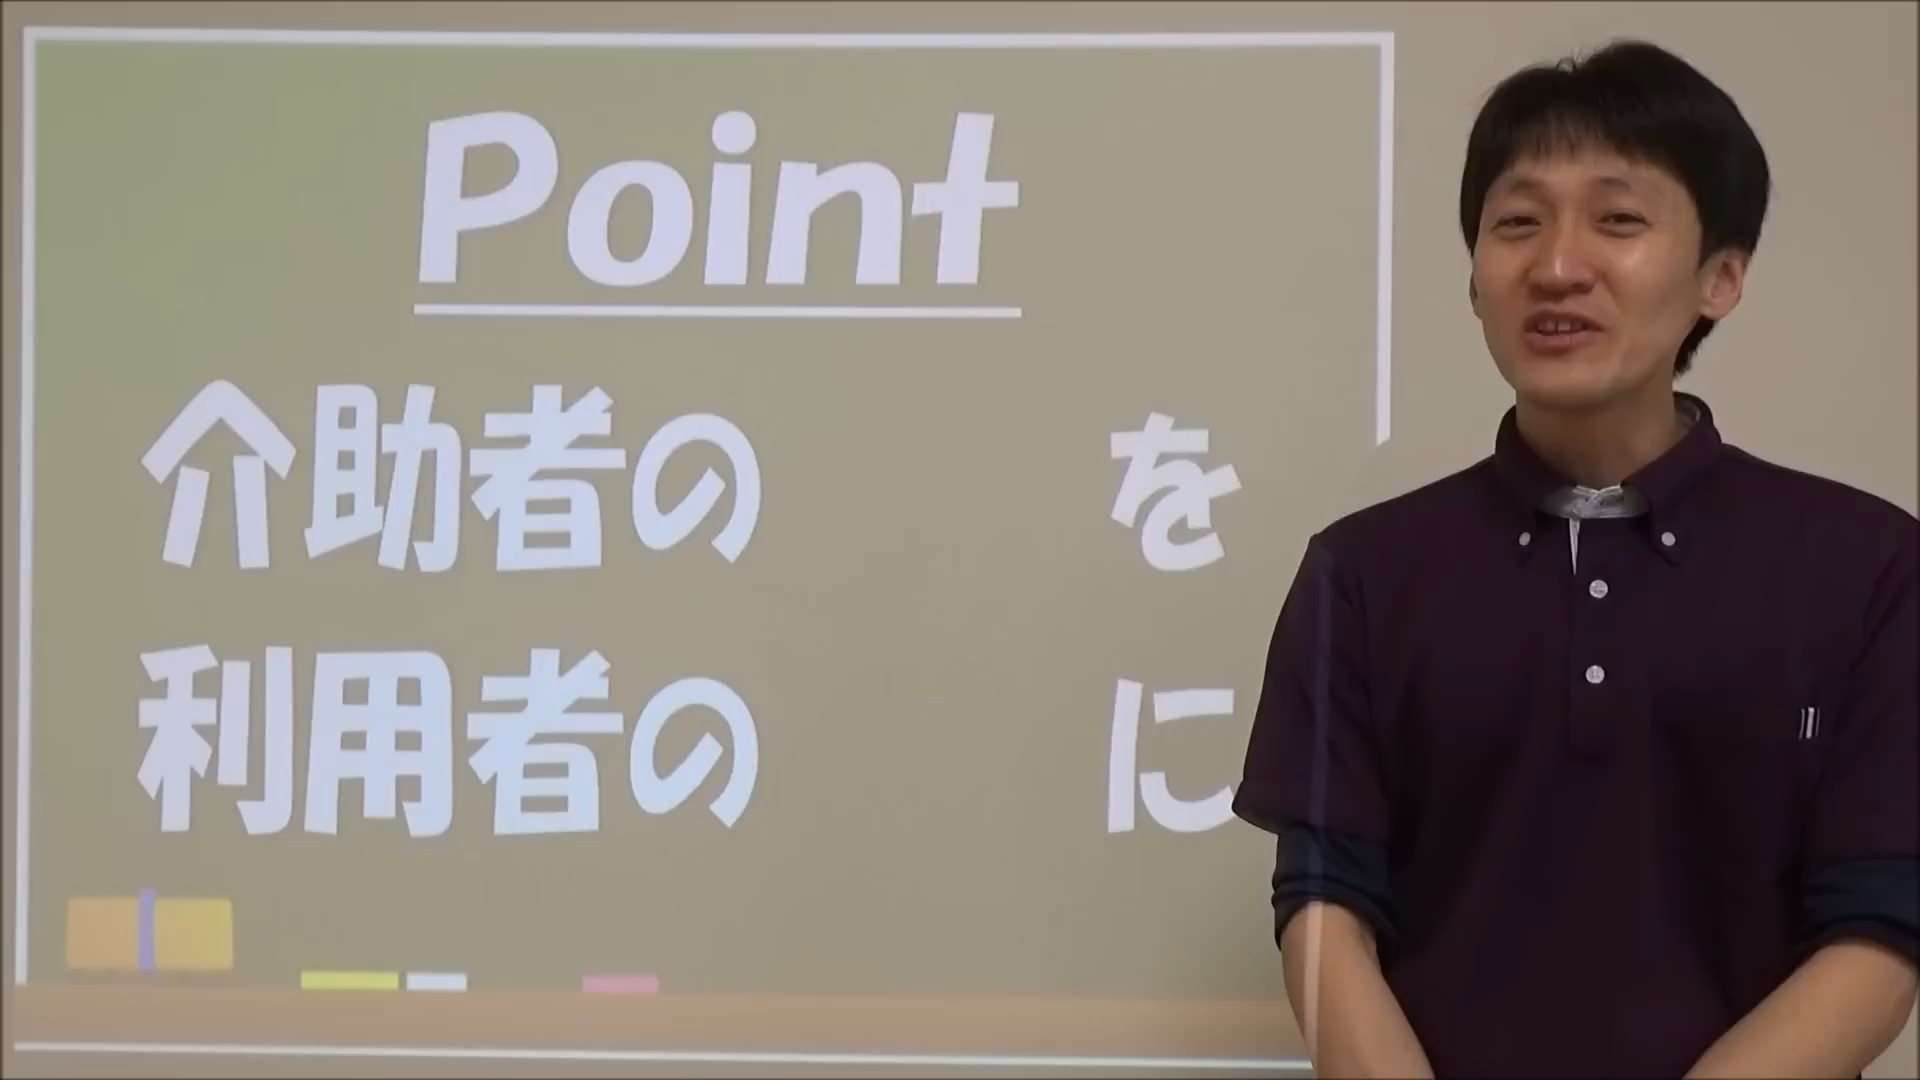 Point
介助者の　　　を
利用者の　　　に